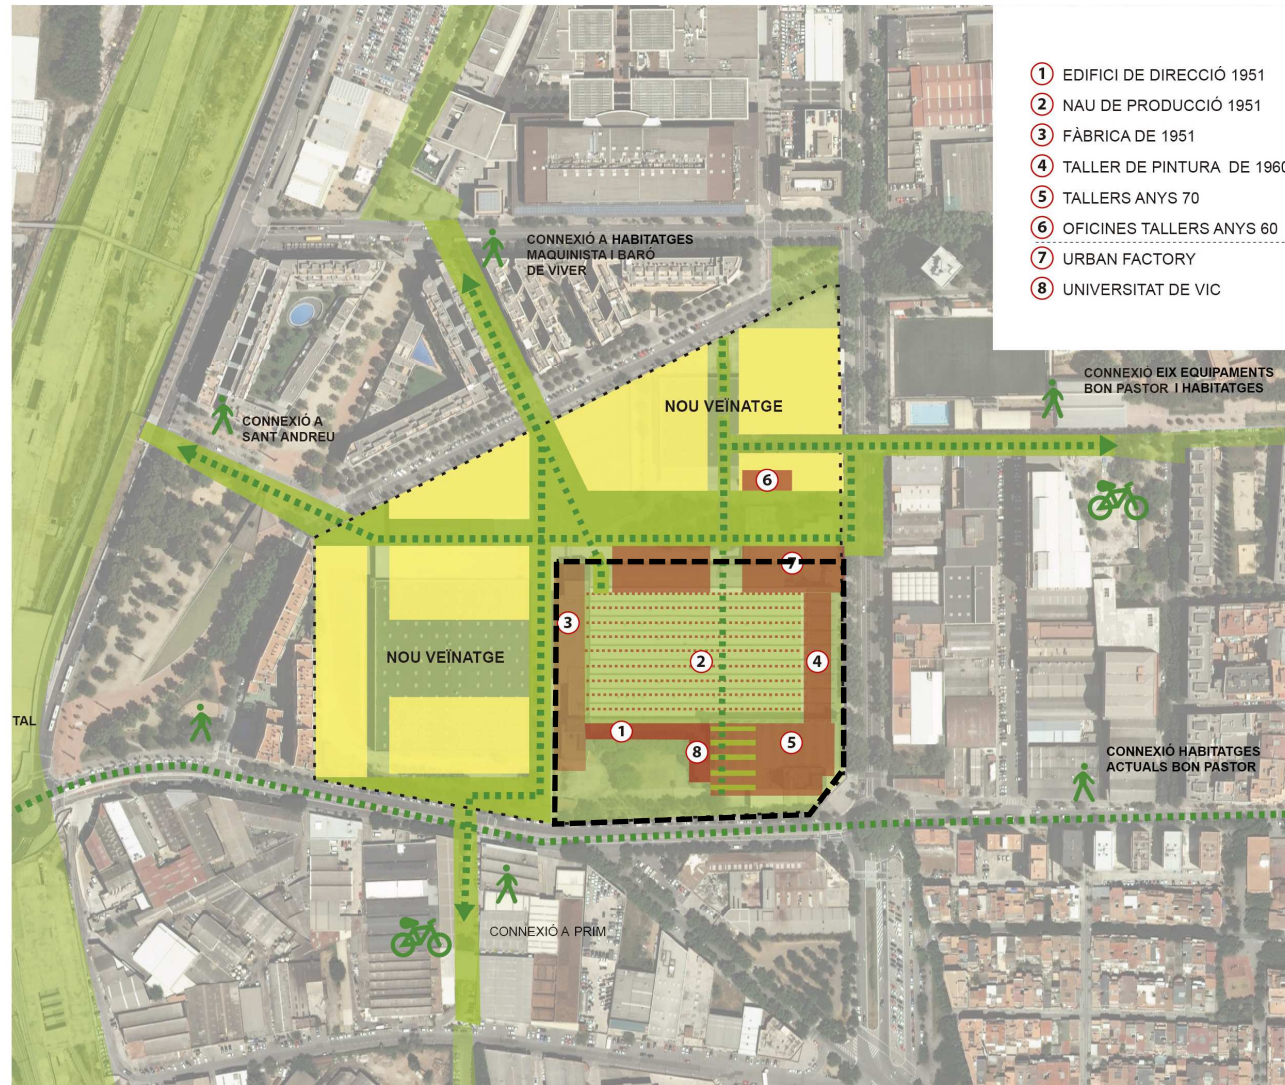 1 EDIFICI DE DIRECCIÓ 1951
2 NAU DE PRODUCCIÓ 1951
3 FÀBRICA DE 1951
4 TALLER DE PINTURA DE 1960
5 TALLERS ANYS 70
6 OFICINES TALLERS ANYS 60
7 URBAN FACTORY
8 UNIVERSITAT DE VIC
CONNEXIÓ A HABITATGES
MAQUINISTA I BARÓ
DE VIVER
CONNEXIÓ EIX EQUIPAMENTS
BON PASTOR I HABITATGES
NOU VEÏNATGE
CONNEXIÓ A
SANT ANDREU
6
7
3
NOU VEÏNATGE
2
4
TAL
1
8
5
CONNEXIÓ HABITATGES
ACTUALS BON PASTOR
CONNEXIÓ A PRIM